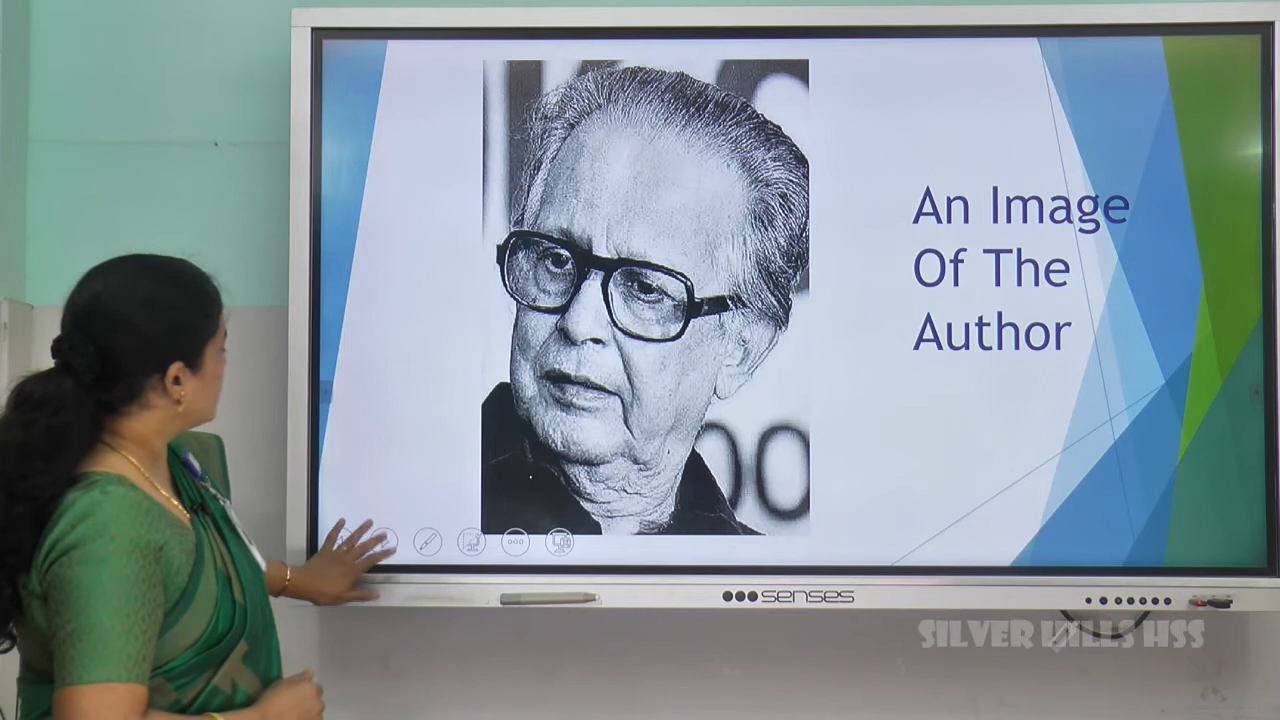 An Image
Of The
Author
senses
SILVER HILLS HSS